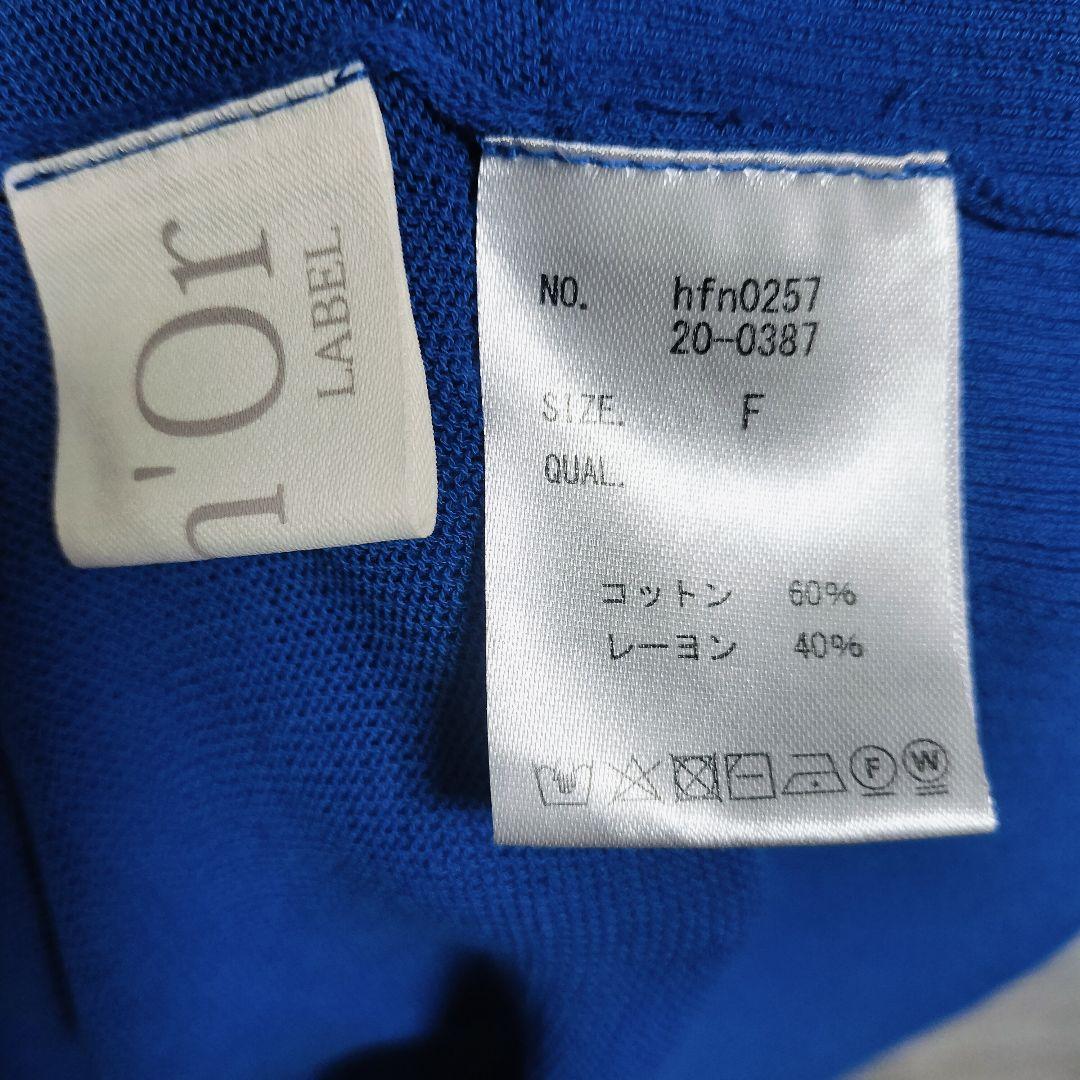 n'Or
LABEL
NO. hfn0257
20-0387
SIZE. F
QUAL.
コットン 60%
レーヨン 40%
F W